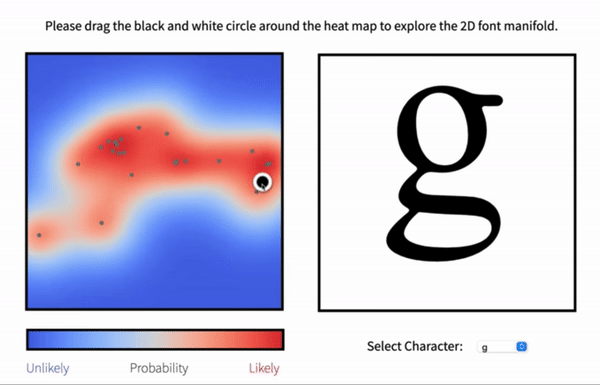 Please drag the black and white circle around the heat map to explore the 2D font manifold.
g
Unlikely Probability Likely
Select Character: g